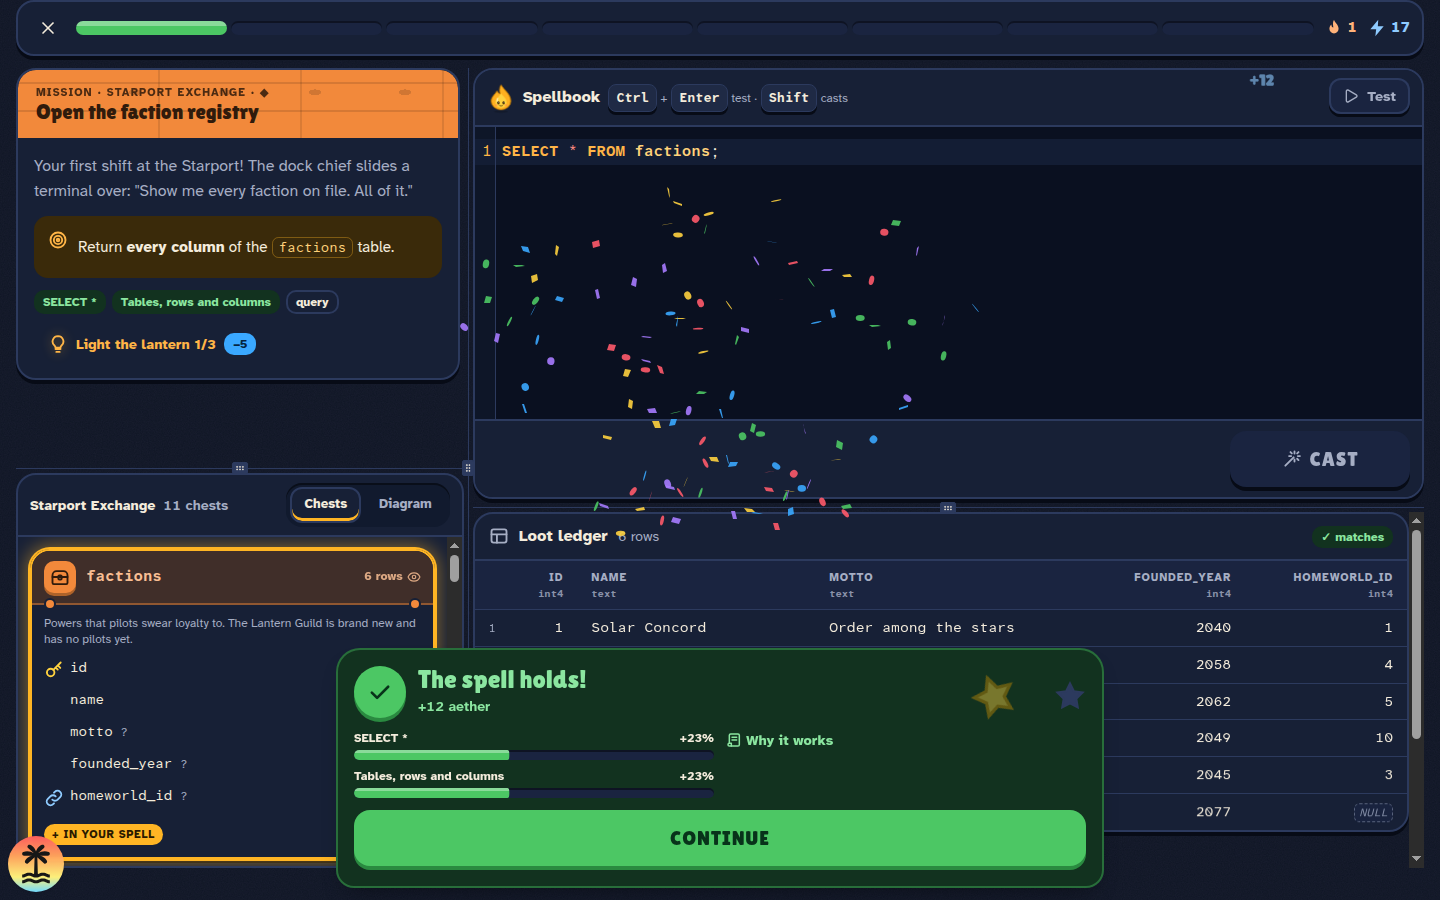 1
17
MISSION · STARPORT EXCHANGE · ◆
Open the faction registry
Your first shift at the Starport! The dock chief slides a
terminal over: "Show me every faction on file. All of it."
Return every column of the factions table.
SELECT *
Tables, rows and columns
query
Light the lantern 1/3
−5
Spellbook
Ctrl + Enter test · Shift casts
+12
Test
1
SELECT * FROM factions;
CAST
Starport Exchange
11 chests
Chests
Diagram
factions
6 rows
Powers that pilots swear loyalty to. The Lantern Guild is brand new and
has no pilots yet.
id
name
motto ?
founded_year ?
homeworld_id ?
+ IN YOUR SPELL
Loot ledger
6 rows
✓ matches
ID
NAME
MOTTO
FOUNDED_YEAR
HOMEWORLD_ID
int4
text
text
int4
int4
1
1
Solar Concord
Order among the stars
2040
1
2058
4
2062
5
2049
10
2045
3
2077
NULL
The spell holds!
+12 aether
SELECT *
+23%
Tables, rows and columns
+23%
Why it works
CONTINUE